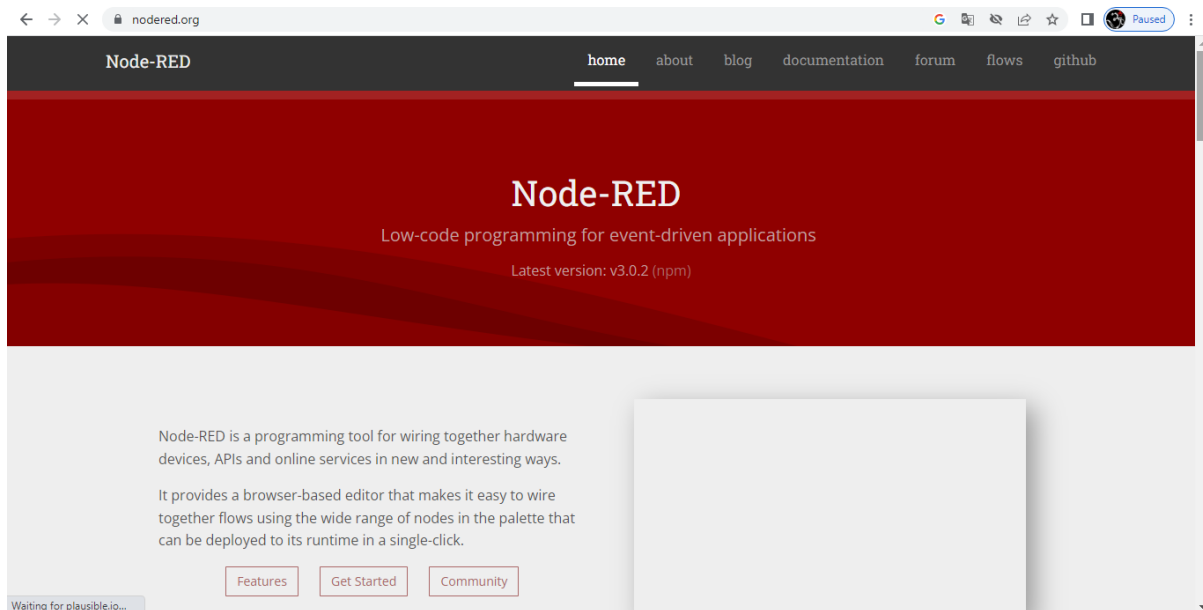 nodered.org
Paused
Node-RED
home about blog documentation forum flows github
Node-RED
Low-code programming for event-driven applications
Latest version: v3.0.2 (npm)
Node-RED is a programming tool for wiring together hardware
devices, APIs and online services in new and interesting ways.
It provides a browser-based editor that makes it easy to wire
together flows using the wide range of nodes in the palette that
can be deployed to its runtime in a single-click.
Features Get Started Community
Waiting for plausible.io...